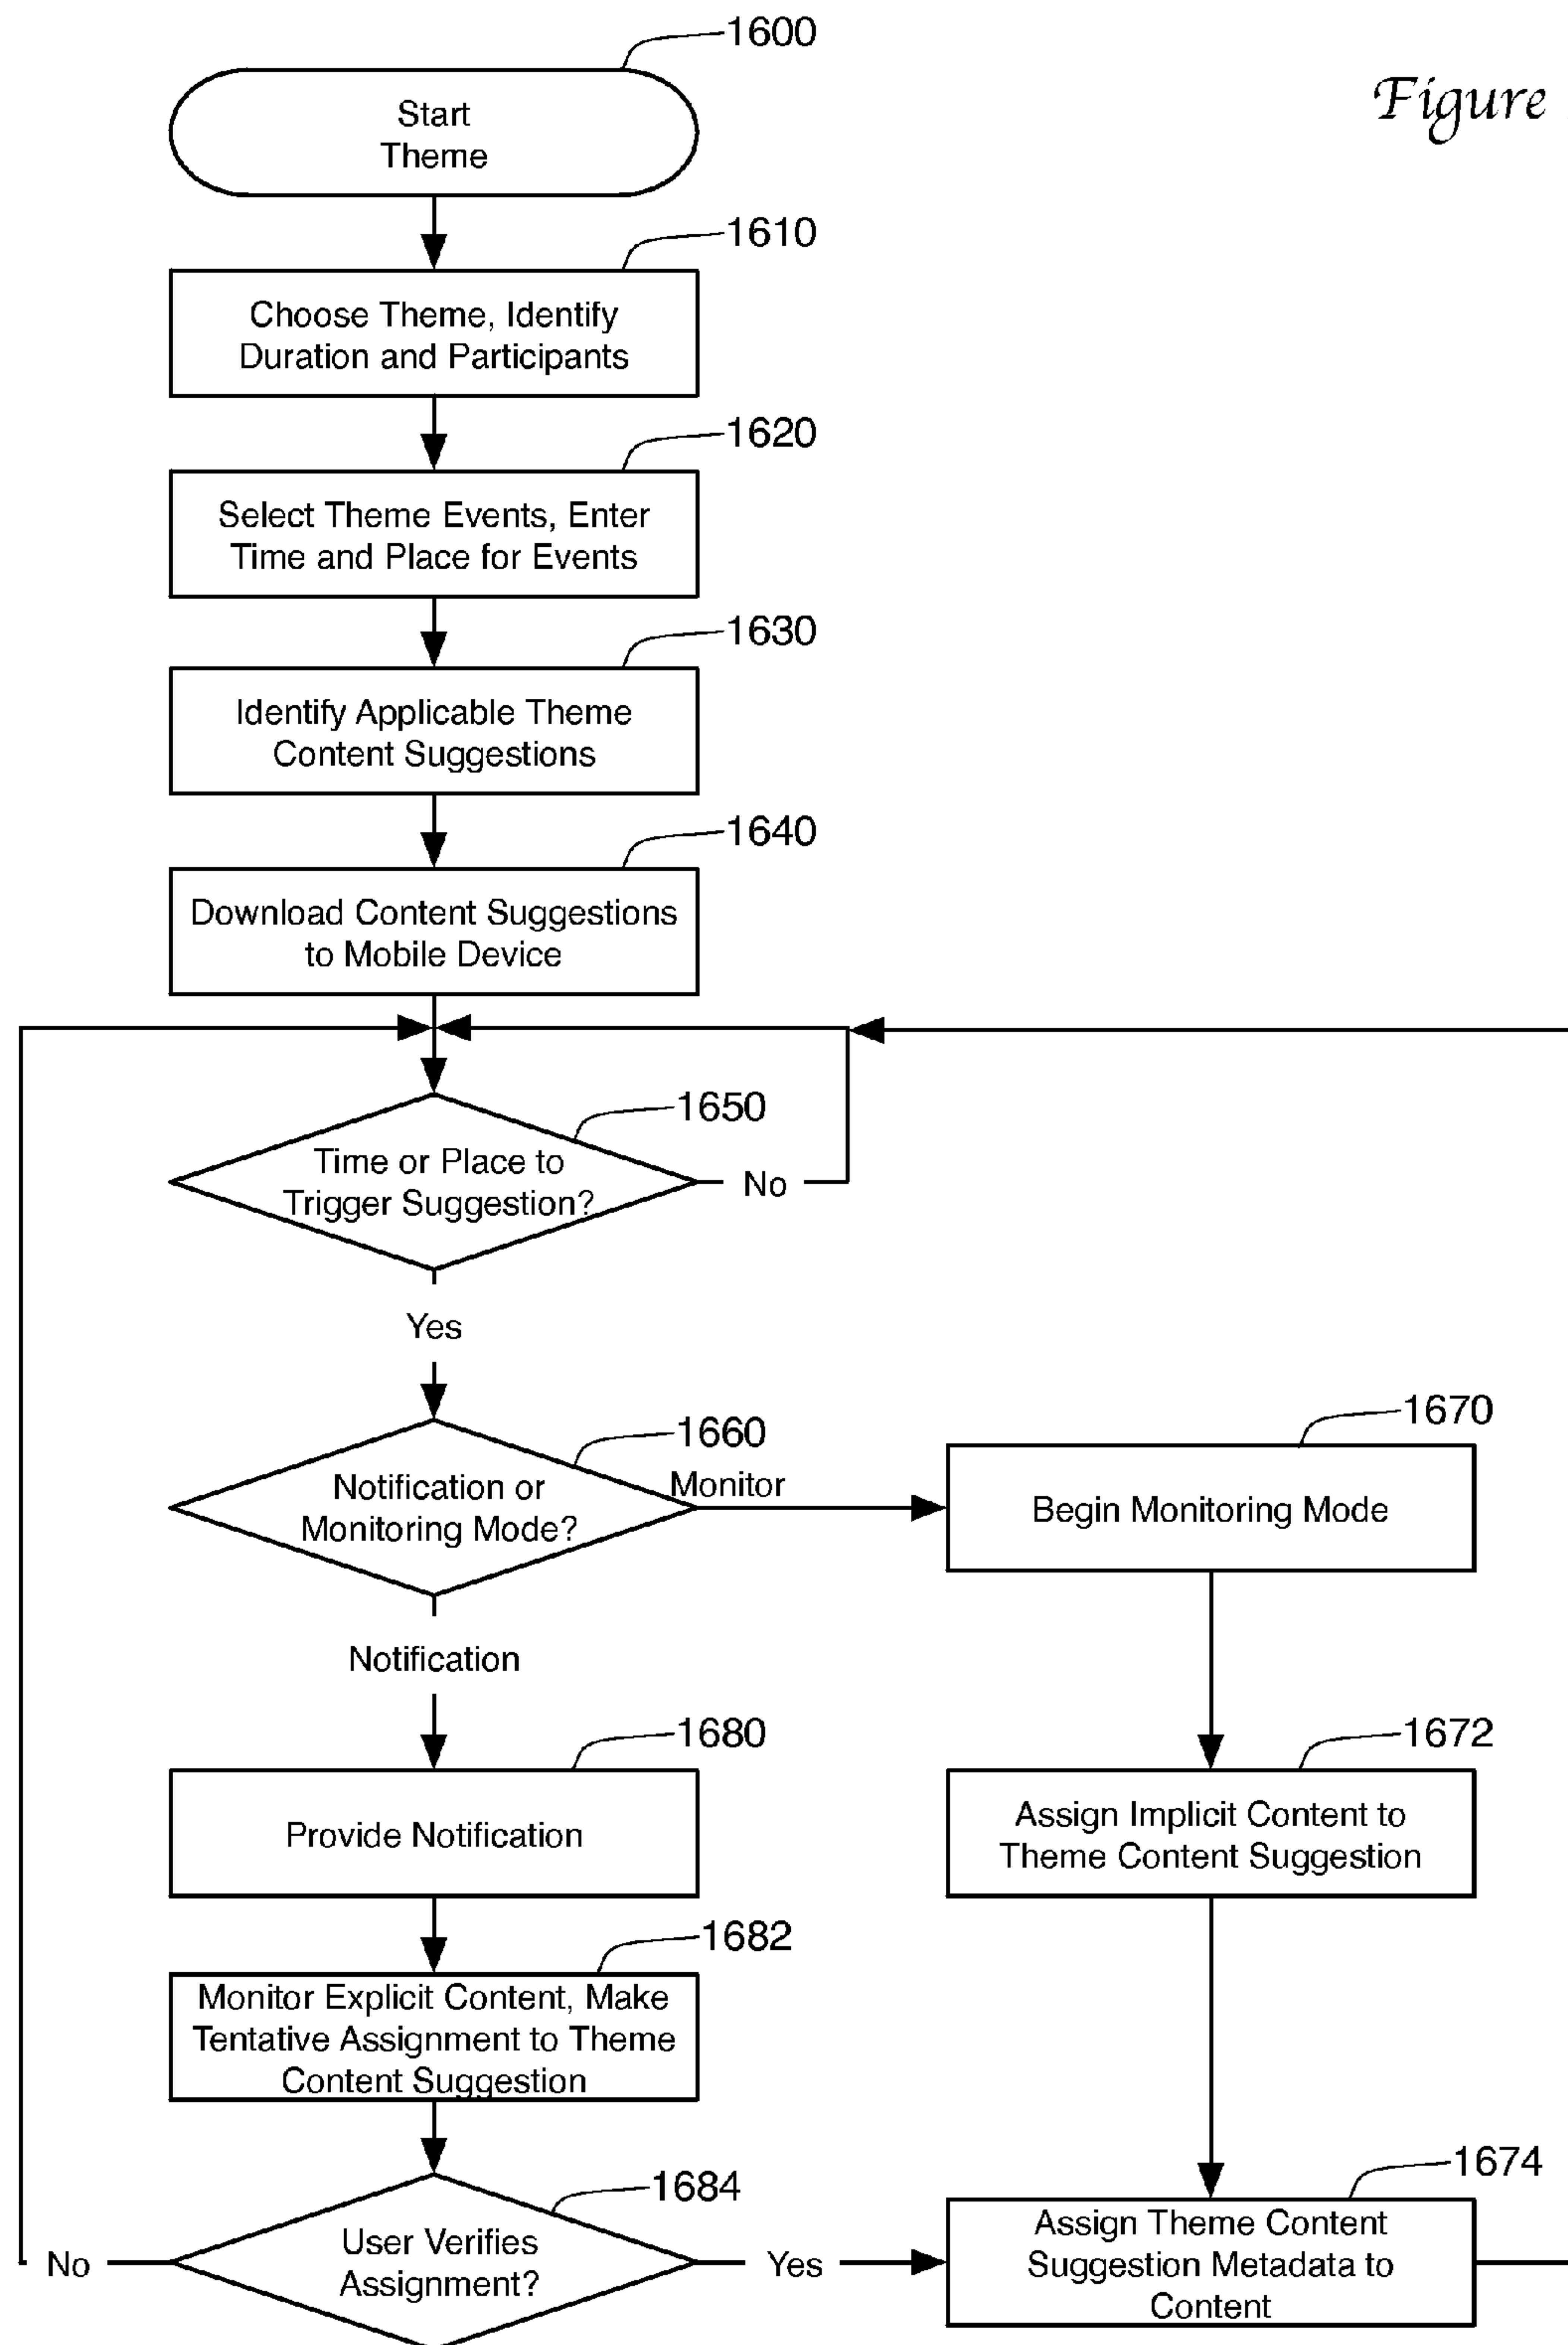 1600
Figure
Start
Theme
1610
Choose Theme, Identify
Duration and Participants
1620
Select Theme Events, Enter
Time and Place for Events
1630
Identify Applicable Theme
Content Suggestions
1640
Download Content Suggestions
to Mobile Device
1650
Time or Place to
Trigger Suggestion?
No
Yes
1660
Notification or
Monitoring Mode?
Monitor
1670
Begin Monitoring Mode
Notification
1680
Provide Notification
1672
Assign Implicit Content to
Theme Content Suggestion
1682
Monitor Explicit Content, Make
Tentative Assignment to Theme
Content Suggestion
1684
User Verifies
Assignment?
No
Yes
1674
Assign Theme Content
Suggestion Metadata to
Content